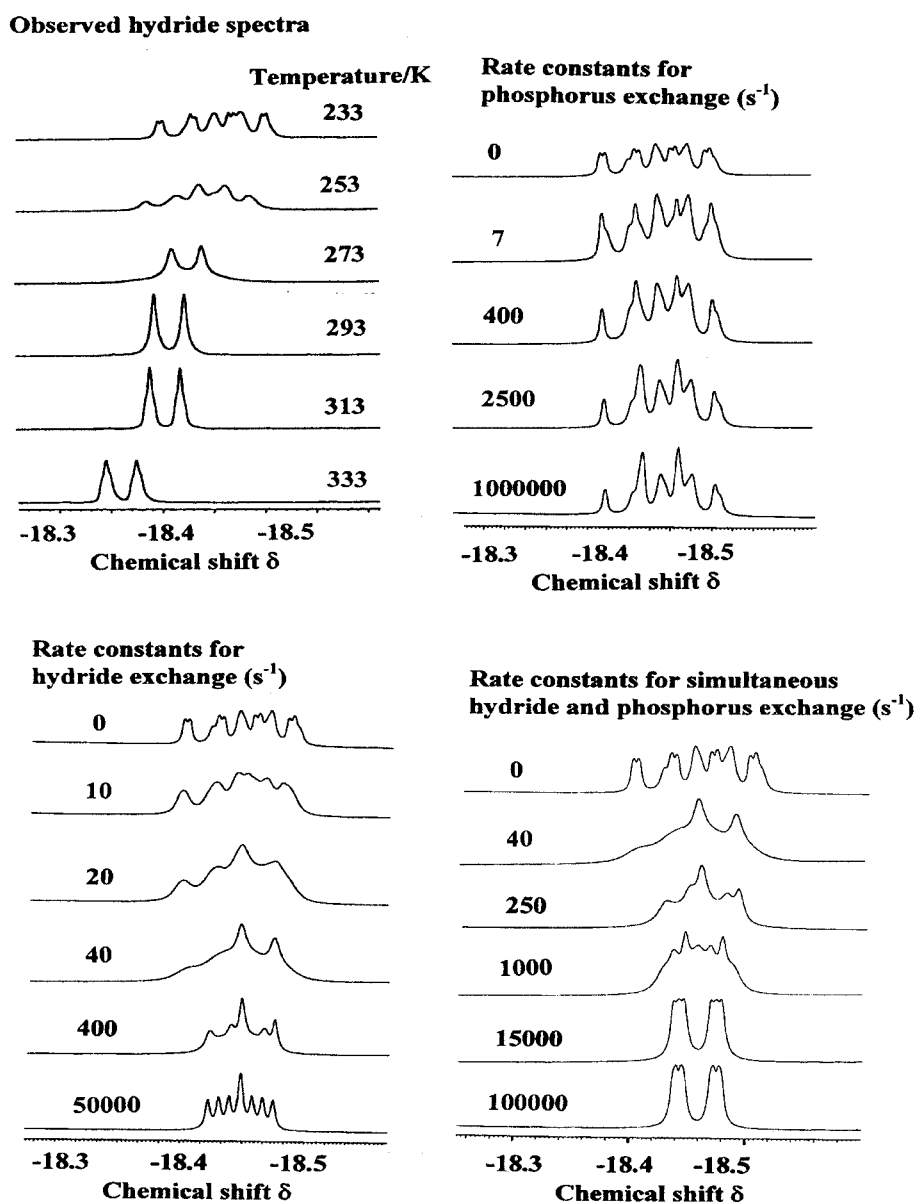 Observed hydride spectra
Temperature/K
233
253
273
293
313
333
-18.3 -18.4 -18.5
Chemical shift δ
Rate constants for
phosphorus exchange (s⁻¹)
0
7
400
2500
1000000
-18.3 -18.4 -18.5
Chemical shift δ
Rate constants for
hydride exchange (s⁻¹)
0
10
20
40
400
50000
-18.3 -18.4 -18.5
Chemical shift δ
Rate constants for simultaneous
hydride and phosphorus exchange (s⁻¹)
0
40
250
1000
15000
100000
-18.3 -18.4 -18.5
Chemical shift δ